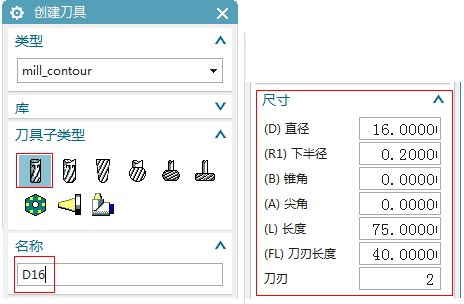 创建刀具
类型
mill_contour
库
刀具子类型
名称
D16
尺寸
(D) 直径 16.0000
(R1) 下半径 0.2000
(B) 锥角 0.0000
(A) 尖角 0.0000
(L) 长度 75.0000
(FL) 刀刃长度 40.0000
刀刃 2